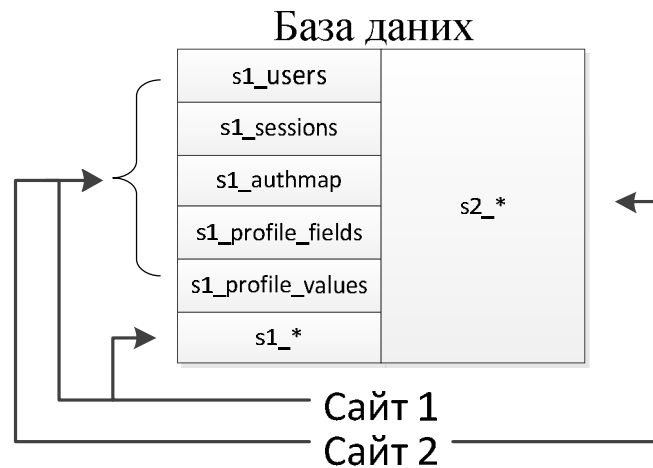 База даних
s1_users
s1_sessions
s1_authmap
s1_profile_fields
s1_profile_values
s1_*
s2_*
Сайт 1
Сайт 2